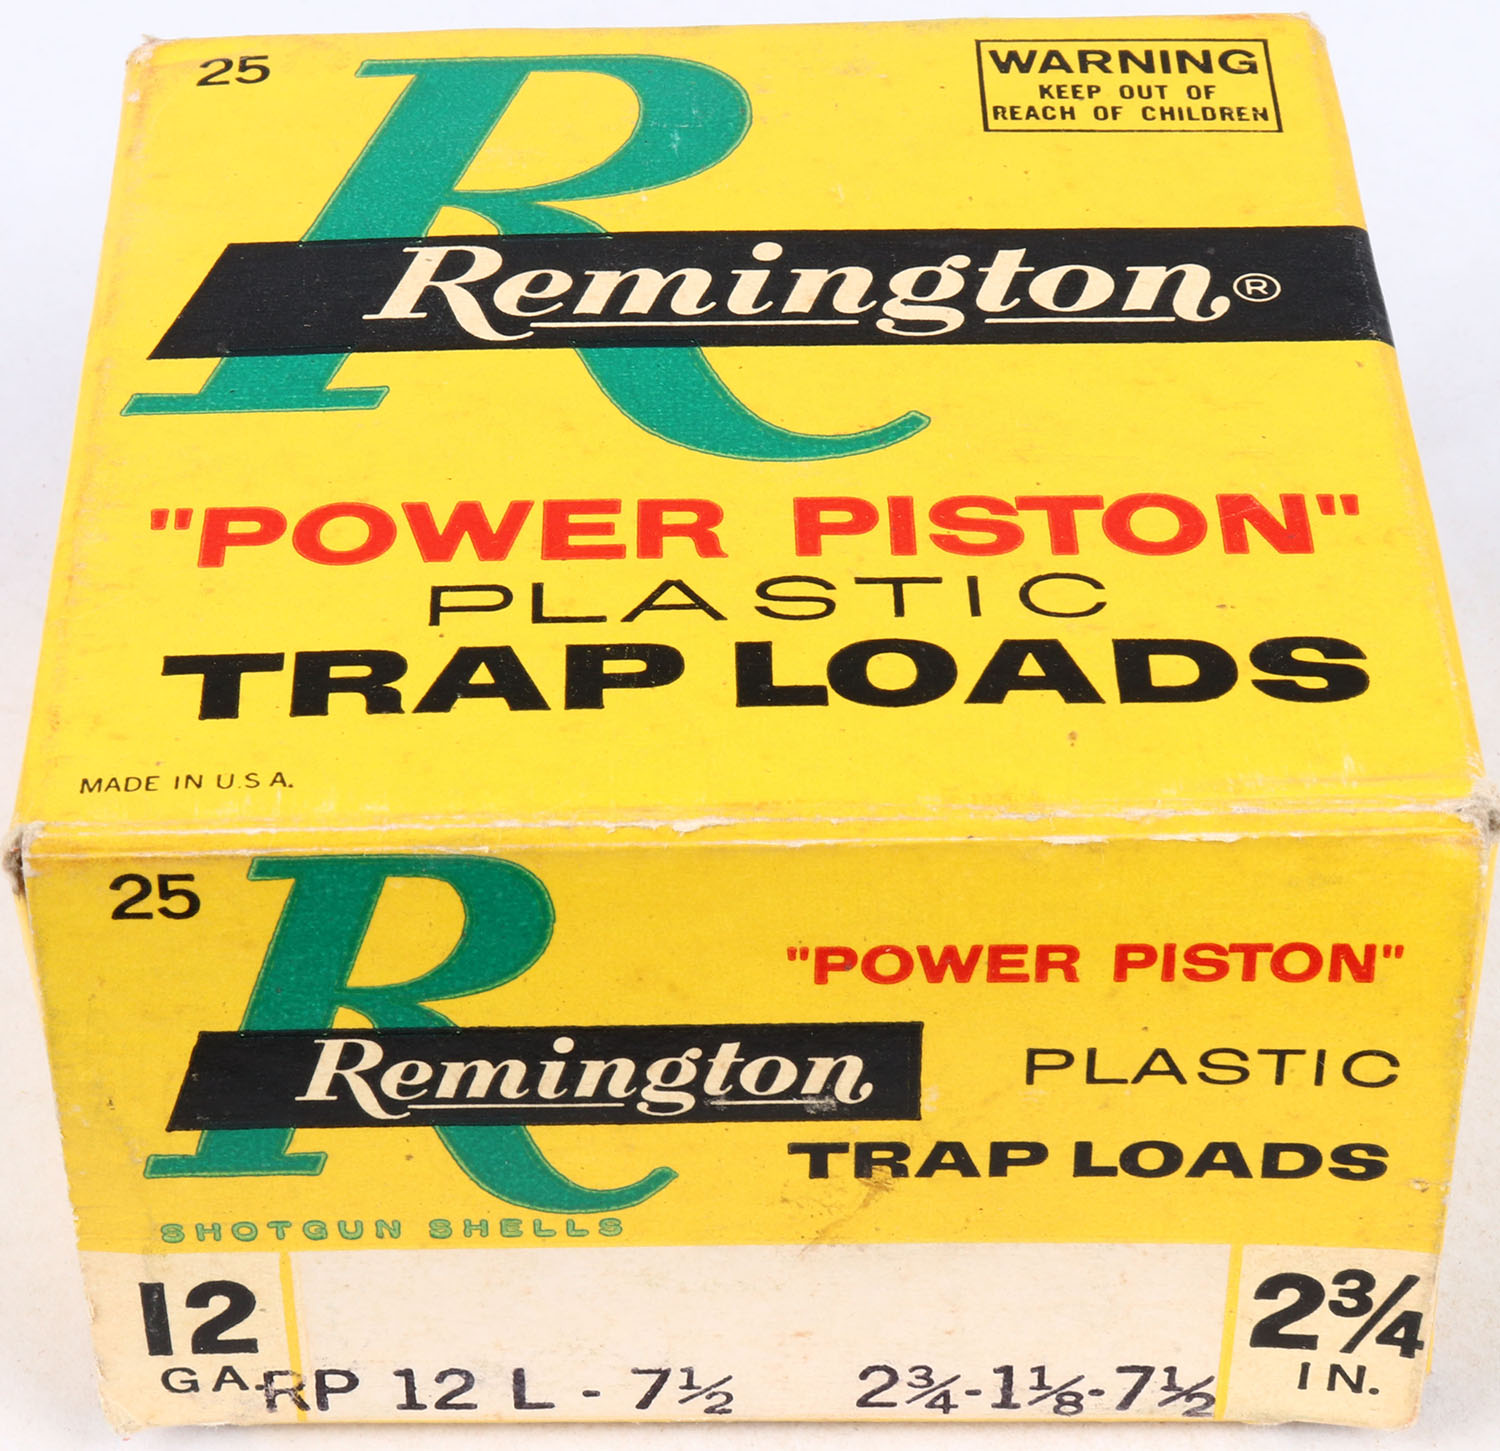 25
R
WARNING
KEEP OUT OF
REACH OF CHILDREN
Remington®
"POWER PISTON"
PLASTIC
TRAP LOADS
MADE IN U.S.A.
25
R
Remington
"POWER PISTON"
PLASTIC
TRAP LOADS
SHOTGUN SHELLS
12
GA.
RP 12 L - 7½ 2¾-1⅛-7½
2¾
IN.